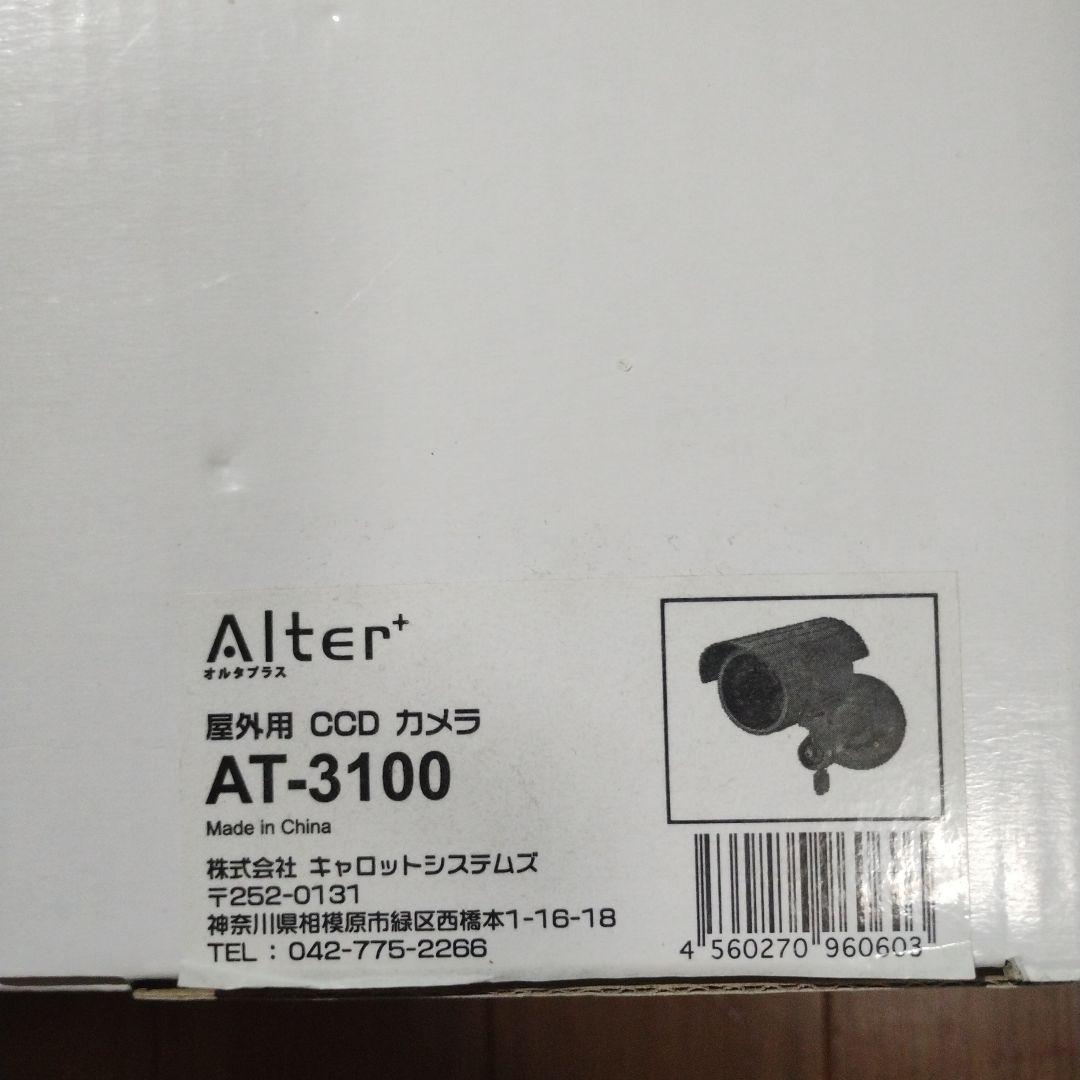 Alter+
オルタプラス
屋外用 CCD カメラ
AT-3100
Made in China
株式会社 キャロットシステムズ
〒252-0131
神奈川県相模原市緑区西橋本1-16-18
TEL : 042-775-2266
4 560270 960603